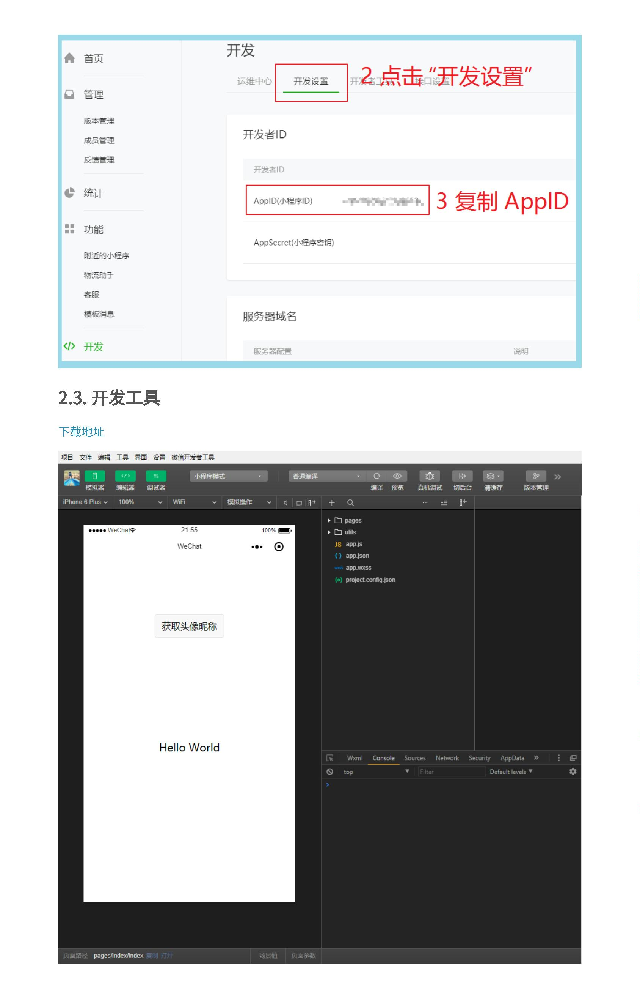 首页
管理
版本管理
成员管理
反馈管理
统计
功能
附近的小程序
物流助手
客服
模板消息
开发
开发
运维中心 开发设置 开发者工具 接口设置
2 点击 “开发设置”
开发者ID
开发者ID
AppID(小程序ID)
3 复制 AppID
AppSecret(小程序密钥)
服务器域名
服务器配置 说明
2.3. 开发工具
下载地址
项目 文件 编辑 工具 界面 设置 微信开发者工具
小程序模式 普通编译
模拟器 编辑器 调试器 编译 预览 真机调试 切后台 清缓存 版本管理
iPhone 6 Plus 100% WiFi 模拟操作
WeChat 21:55 100%
WeChat
获取头像昵称
Hello World
pages
utils
JS app.js
{ } app.json
wxss app.wxss
{o} project.config.json
Wxml Console Sources Network Security AppData
top Filter Default levels
页面路径 pages/index/index 复制 打开 场景值 页面参数